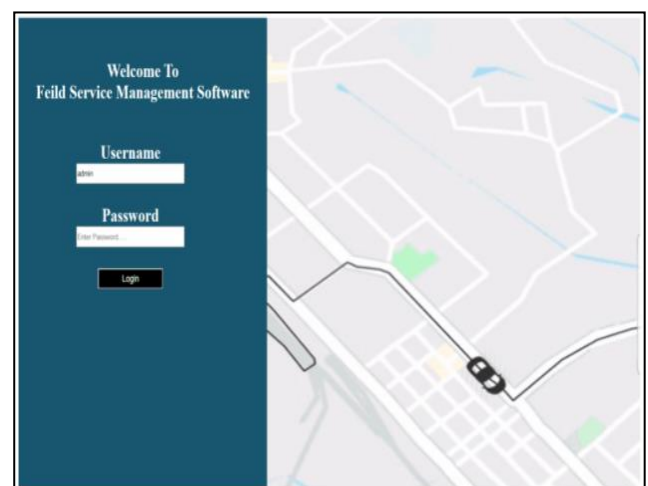 Welcome To
Feild Service Management Software
Username
admin
Password
Enter Password...
Login